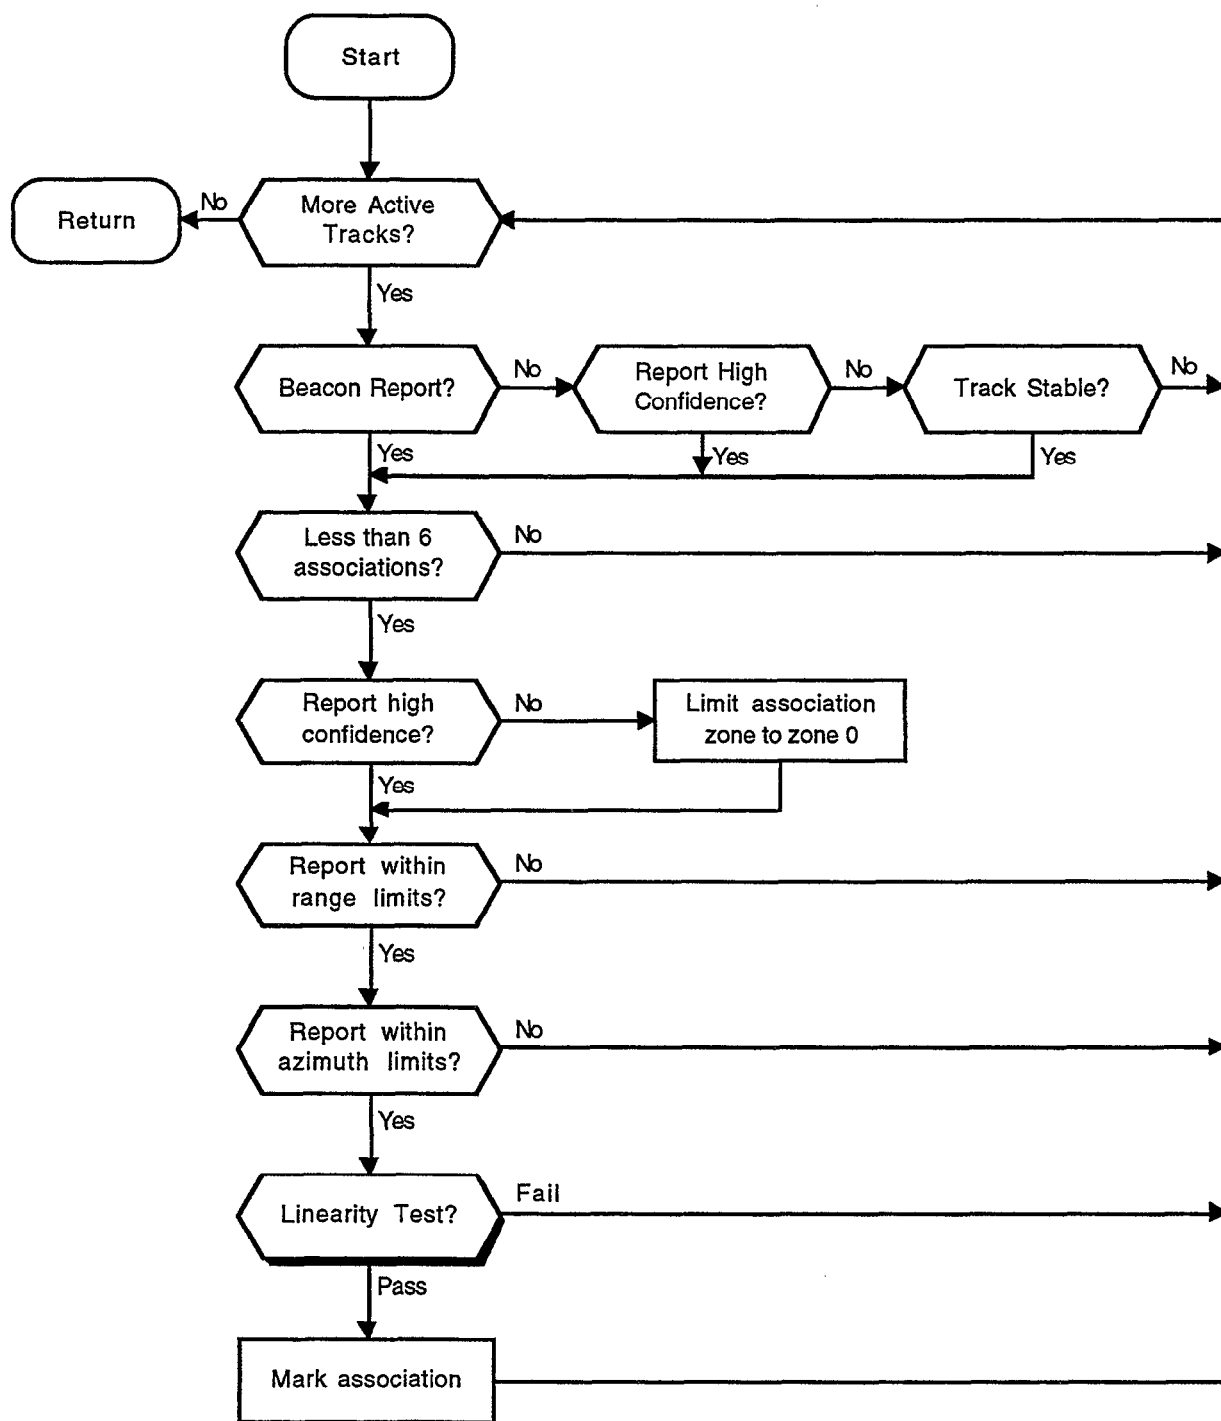 Start
Return
No
More Active
Tracks?
Yes
Beacon Report?
No
Report High
Confidence?
No
Track Stable?
No
Yes
Yes
Yes
Less than 6
associations?
No
Yes
Report high
confidence?
No
Limit association
zone to zone 0
Yes
Report within
range limits?
No
Yes
Report within
azimuth limits?
No
Yes
Linearity Test?
Fail
Pass
Mark association